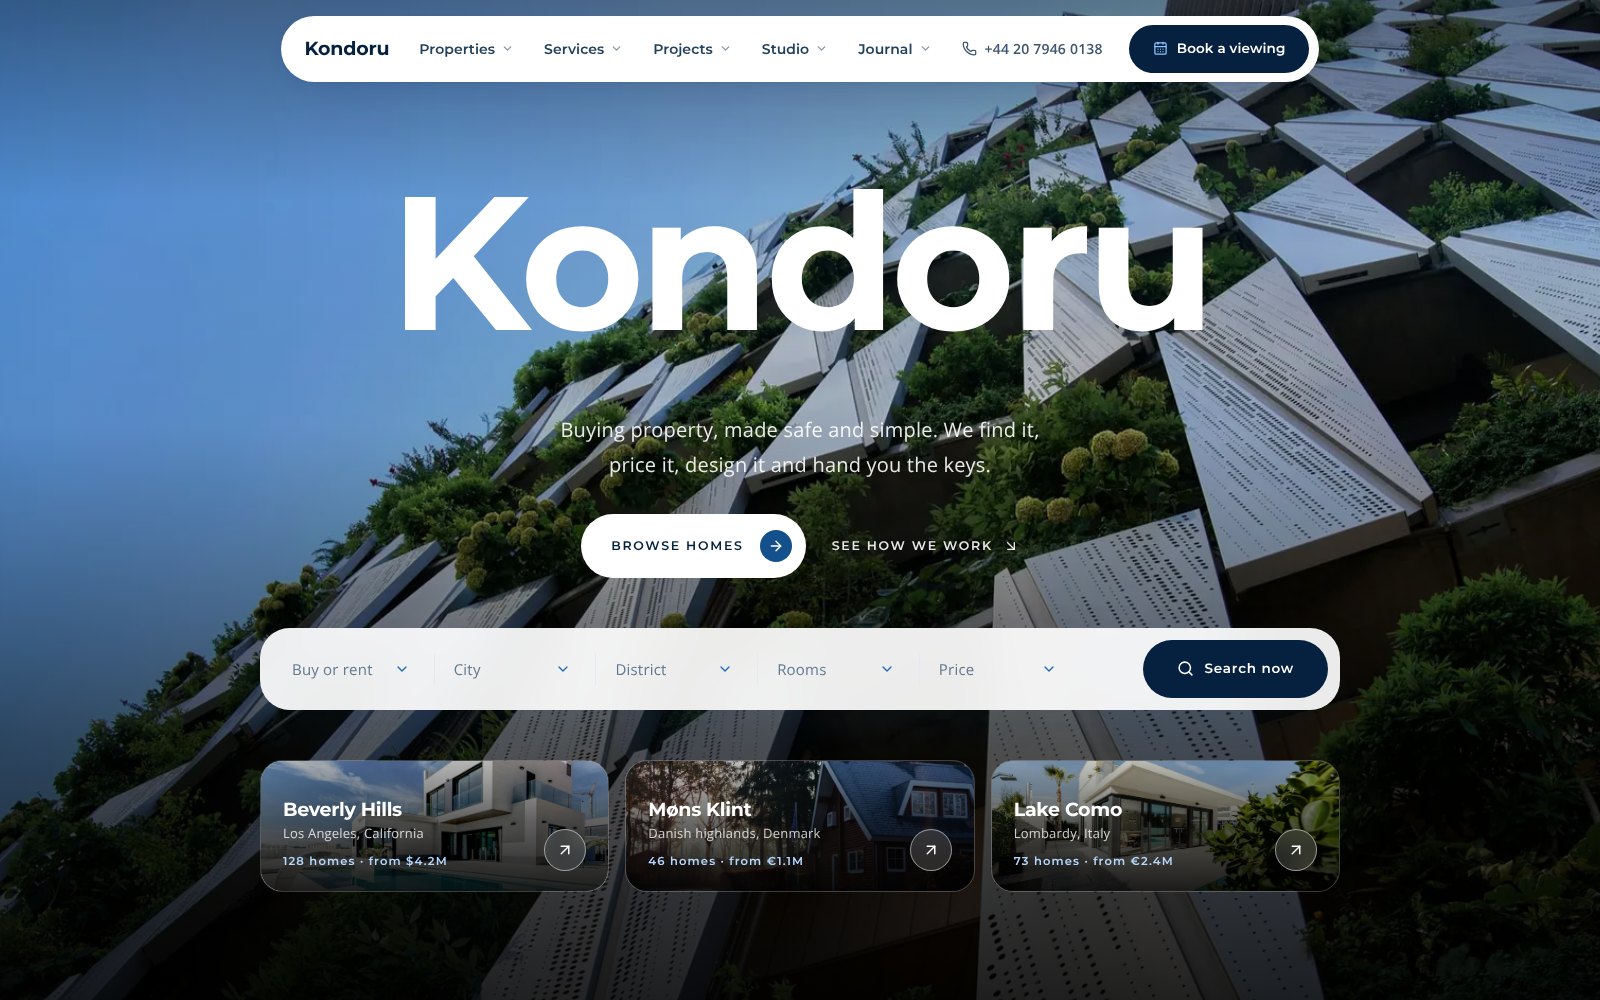 Kondoru
Properties
Services
Projects
Studio
Journal
+44 20 7946 0138
Book a viewing
Kondoru
Buying property, made safe and simple. We find it,
price it, design it and hand you the keys.
BROWSE HOMES
SEE HOW WE WORK
Buy or rent
City
District
Rooms
Price
Search now
Beverly Hills
Los Angeles, California
128 homes · from $4.2M
Møns Klint
Danish highlands, Denmark
46 homes · from €1.1M
Lake Como
Lombardy, Italy
73 homes · from €2.4M